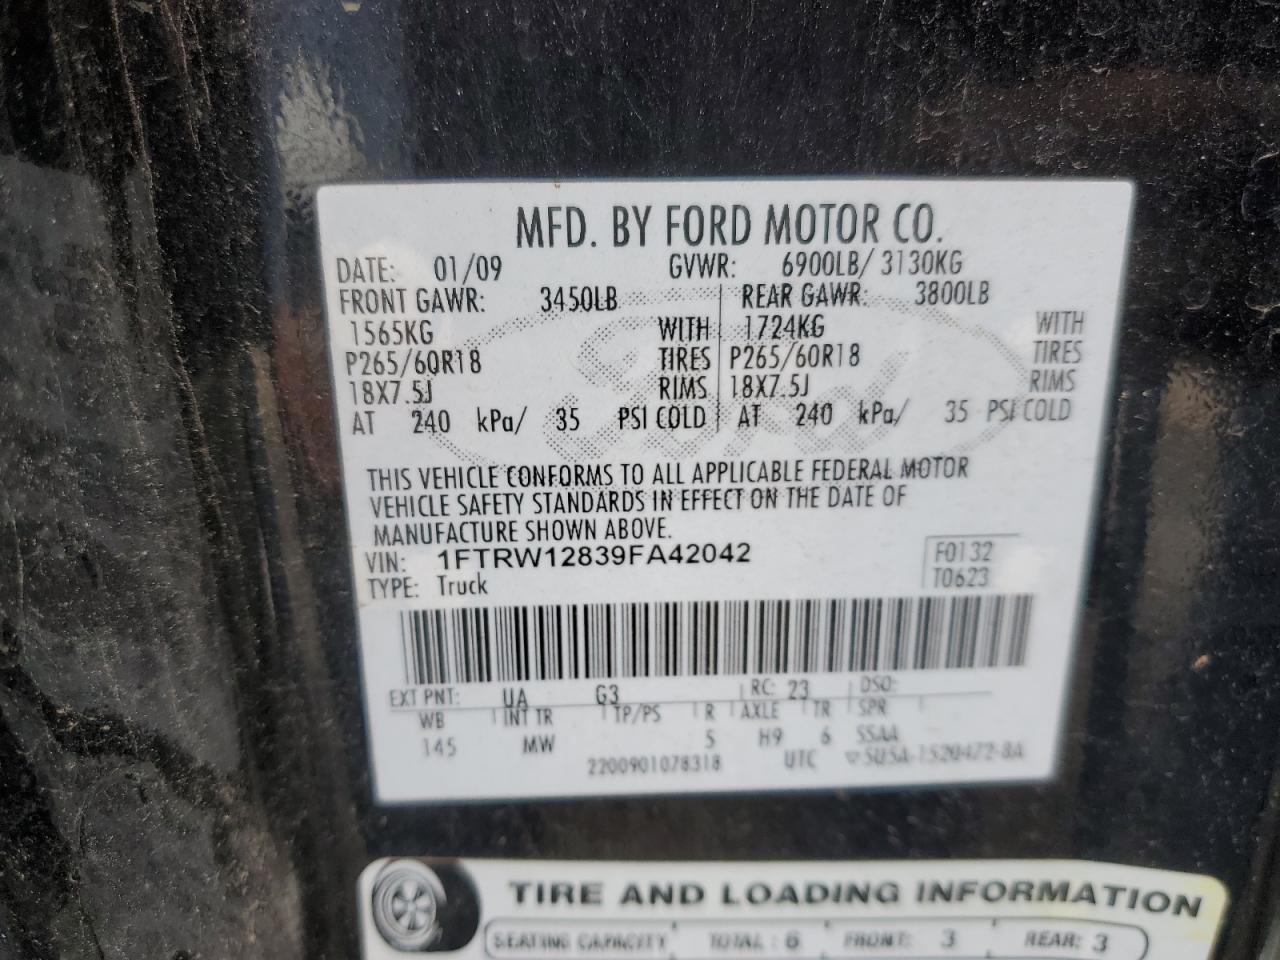 MFD. BY FORD MOTOR CO.
DATE: 01/09 GVWR: 6900LB/ 3130KG
FRONT GAWR: 3450LB REAR GAWR: 3800LB
1565KG WITH 1724KG WITH
P265/60R18 TIRES P265/60R18 TIRES
18X7.5J RIMS 18X7.5J RIMS
AT 240 kPa/ 35 PSI COLD AT 240 kPa/ 35 PSI COLD
THIS VEHICLE CONFORMS TO ALL APPLICABLE FEDERAL MOTOR
VEHICLE SAFETY STANDARDS IN EFFECT ON THE DATE OF
MANUFACTURE SHOWN ABOVE.
VIN: 1FTRW12839FA42042 F0132
TYPE: Truck T0623
EXT PNT: UA G3 RC: 23 DSO:
WB INT TR TP/PS R AXLE TR SPR
145 MW 5 H9 6 SSAA
2200901078318 UTC ▽5U5A-1520472-BA
TIRE AND LOADING INFORMATION
SEATING CAPACITY TOTAL : 6 FRONT: 3 REAR: 3